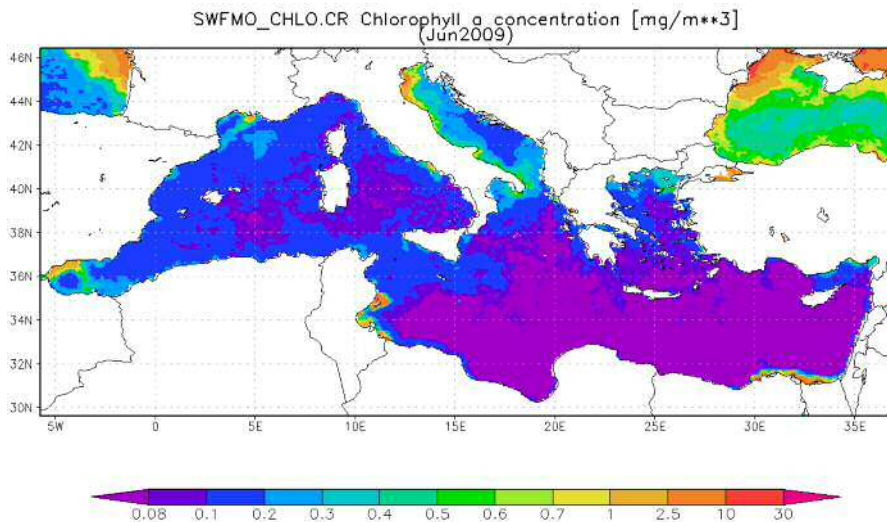 SWFMO_CHLO.CR Chlorophyll a concentration [mg/m**3]
(Jun2009)
46N
44N
42N
40N
38N
36N
34N
32N
30N
5W 0 5E 10E 15E 20E 25E 30E 35E
0.08 0.1 0.2 0.3 0.4 0.5 0.6 0.7 1 2.5 10 30